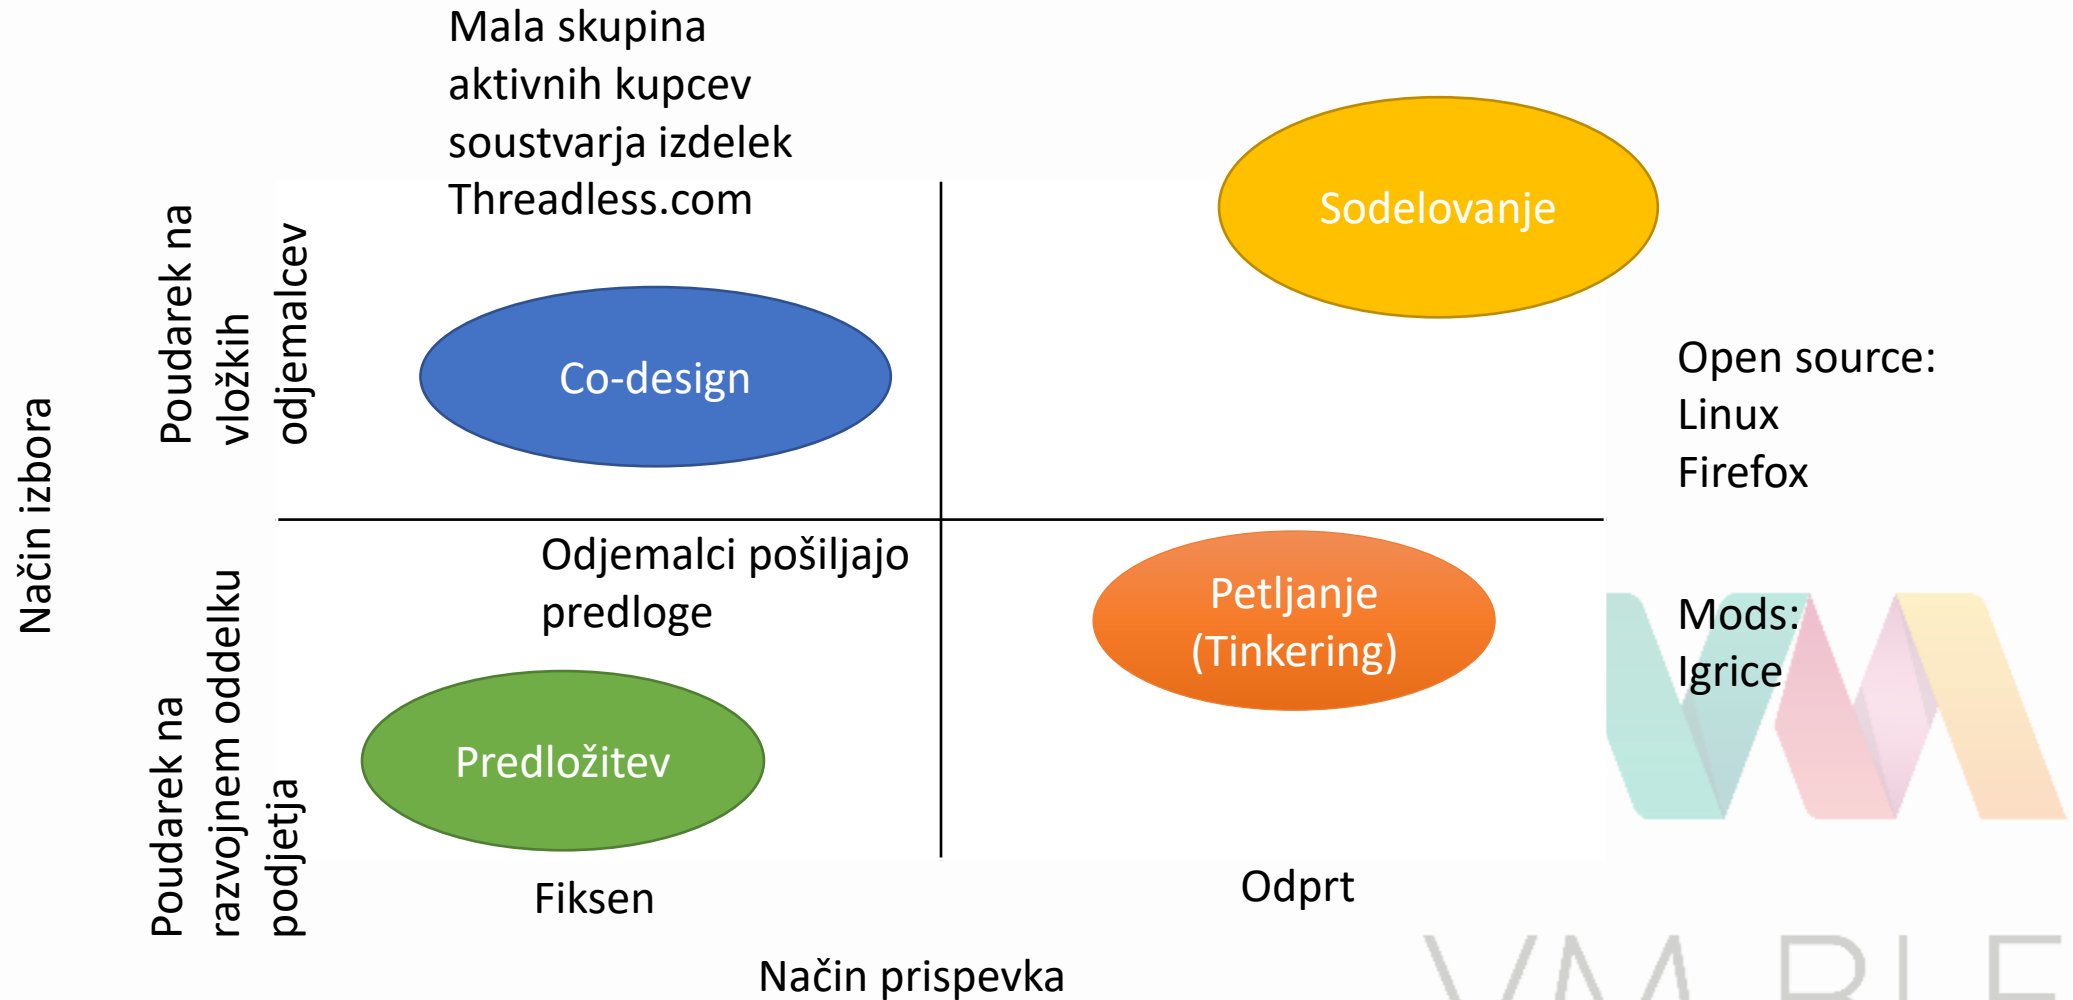 Mala skupina
aktivnih kupcev
soustvarja izdelek
Threadless.com
Sodelovanje
Poudarek na
vložkih
odjemalcev
Co-design
Open source:
Linux
Firefox
Način izbora
Odjemalci pošiljajo
predloge
Petljanje
(Tinkering)
Mods:
Igrice
Poudarek na
razvojnem oddelku
podjetja
Predložitev
Fiksen
Odprt
Način prispevka